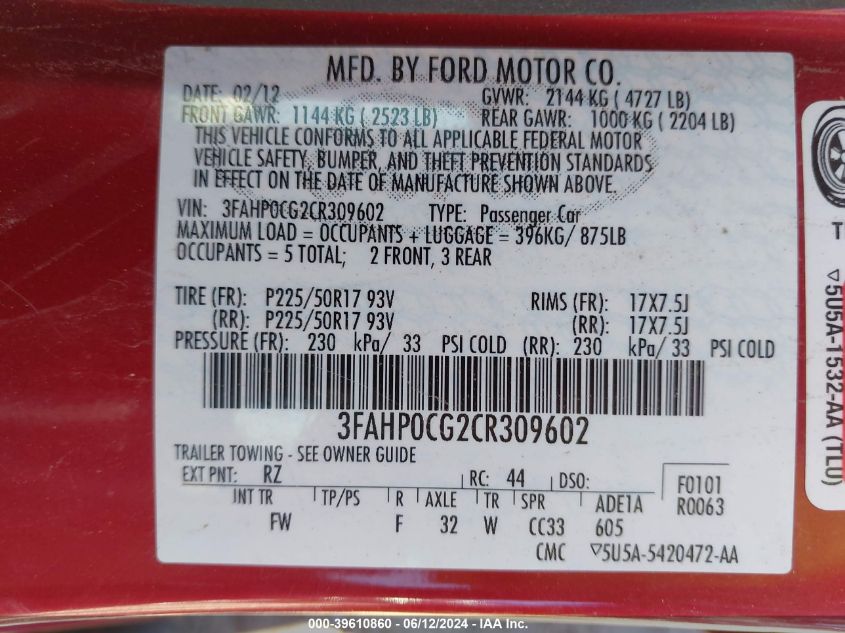 MFD. BY FORD MOTOR CO.
DATE: 02/12 GVWR: 2144 KG ( 4727 LB)
FRONT GAWR: 1144 KG ( 2523 LB) REAR GAWR: 1000 KG ( 2204 LB)
THIS VEHICLE CONFORMS TO ALL APPLICABLE FEDERAL MOTOR
VEHICLE SAFETY, BUMPER, AND THEFT PREVENTION STANDARDS
IN EFFECT ON THE DATE OF MANUFACTURE SHOWN ABOVE.
VIN: 3FAHP0CG2CR309602 TYPE: Passenger Car
MAXIMUM LOAD = OCCUPANTS + LUGGAGE = 396KG/ 875LB
OCCUPANTS = 5 TOTAL; 2 FRONT, 3 REAR
TIRE (FR): P225/50R17 93V RIMS (FR): 17X7.5J
(RR): P225/50R17 93V (RR): 17X7.5J
PRESSURE (FR): 230 kPa/ 33 PSI COLD (RR): 230 kPa/ 33 PSI COLD
3FAHP0CG2CR309602
TRAILER TOWING - SEE OWNER GUIDE
EXT PNT: RZ RC: 44 DSO: F0101
R0063
INT TR TP/PS R AXLE TR SPR ADE1A
FW F 32 W CC33 605
CMC ▽5U5A-5420472-AA
▽5U5A-1532-AA (TLU)
000-39610860 - 06/12/2024 - IAA Inc.